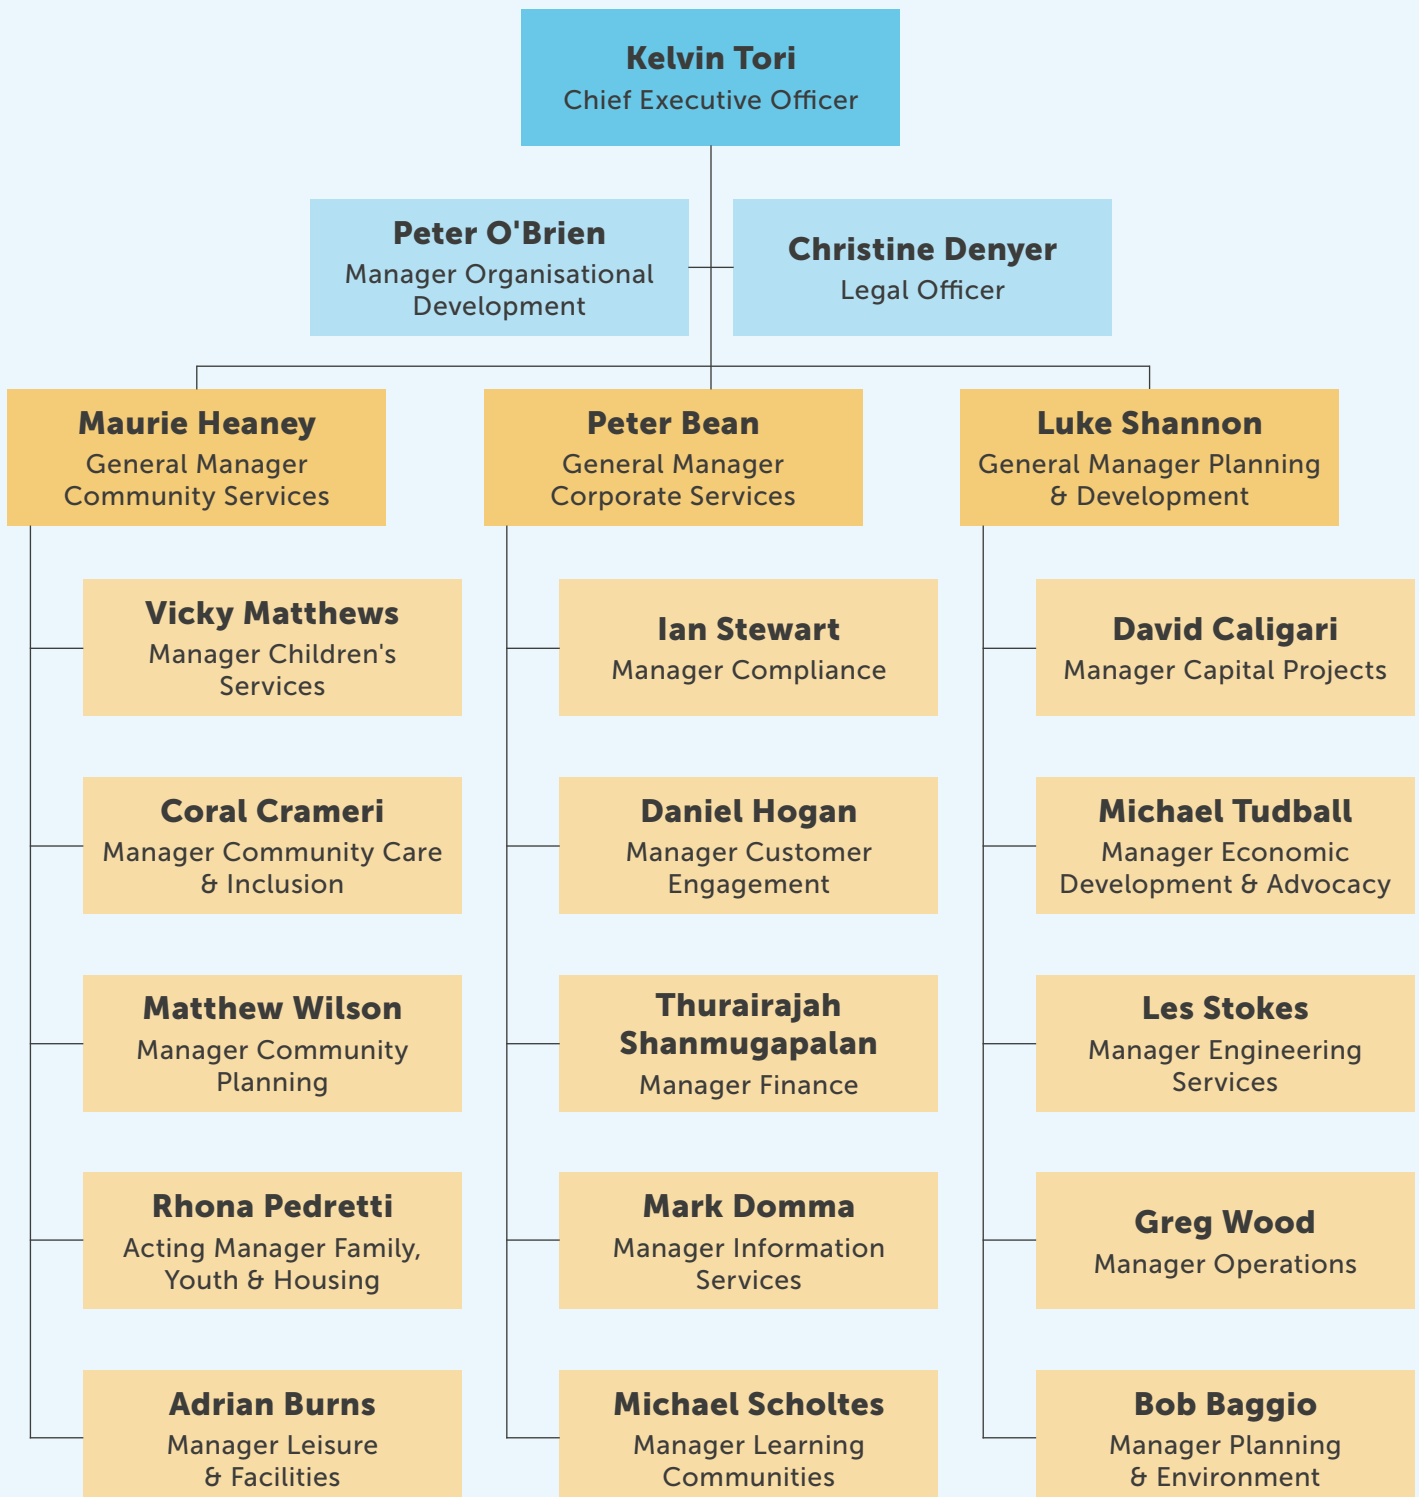 Kelvin Tori
Chief Executive Officer
Peter O'Brien
Manager Organisational
Development
Christine Denyer
Legal Officer
Maurie Heaney
General Manager
Community Services
Peter Bean
General Manager
Corporate Services
Luke Shannon
General Manager Planning
& Development
Vicky Matthews
Manager Children's
Services
Ian Stewart
Manager Compliance
David Caligari
Manager Capital Projects
Coral Crameri
Manager Community Care
& Inclusion
Daniel Hogan
Manager Customer
Engagement
Michael Tudball
Manager Economic
Development & Advocacy
Matthew Wilson
Manager Community
Planning
Thurairajah
Shanmugapalan
Manager Finance
Les Stokes
Manager Engineering
Services
Rhona Pedretti
Acting Manager Family,
Youth & Housing
Mark Domma
Manager Information
Services
Greg Wood
Manager Operations
Adrian Burns
Manager Leisure
& Facilities
Michael Scholtes
Manager Learning
Communities
Bob Baggio
Manager Planning
& Environment